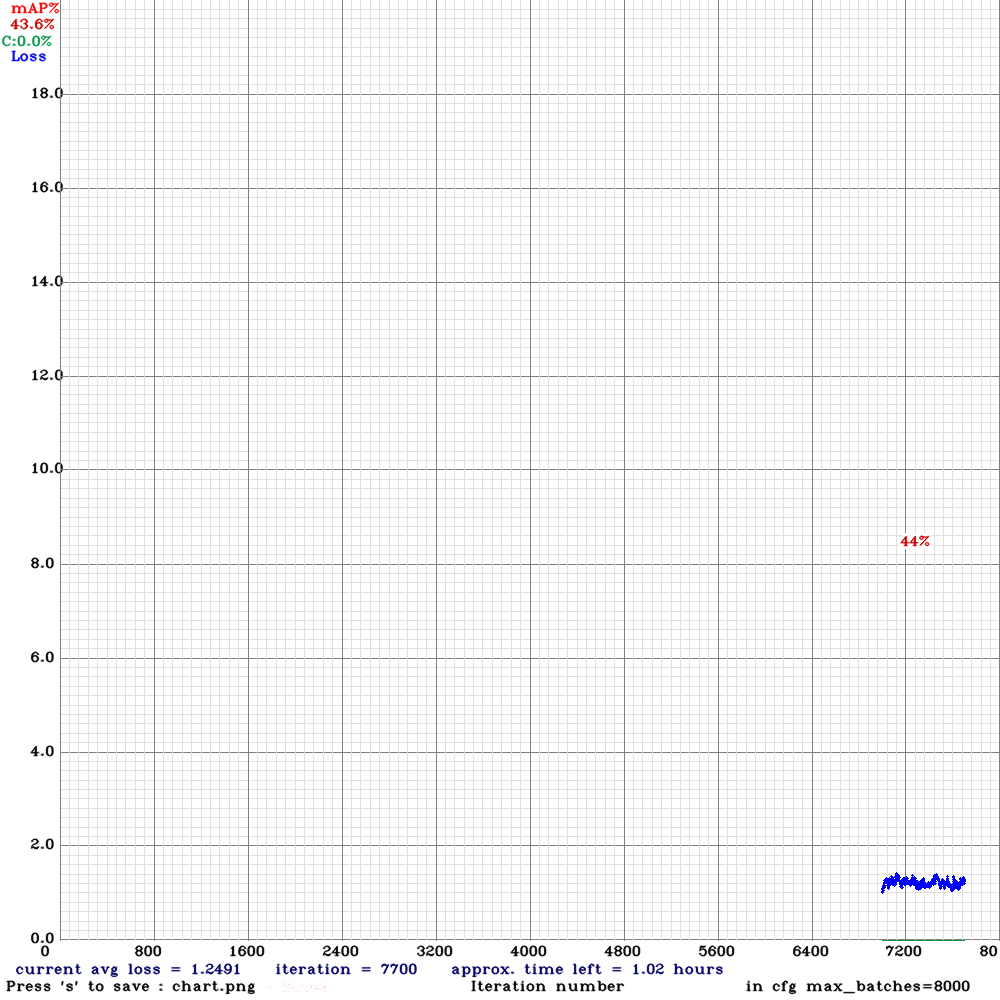 mAP%
43.6%
C:0.0%
Loss
18.0
16.0
14.0
12.0
10.0
44%
8.0
6.0
4.0
2.0
0.0
0 800 1600 2400 3200 4000 4800 5600 6400 7200 80
current avg loss = 1.2491 iteration = 7700 approx. time left = 1.02 hours
Press 's' to save : chart.png Iteration number in cfg max_batches=8000